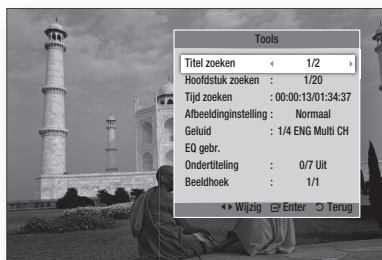 Tools
Titel zoeken ◂ 1/2 ▸
Hoofdstuk zoeken : 1/20
Tijd zoeken : 00:00:13/01:34:37
Afbeeldinginstelling : Normaal
Geluid : 1/4 ENG Multi CH
EQ gebr.
Ondertiteling : 0/7 Uit
Beeldhoek : 1/1
◂▸ Wijzig Enter Terug